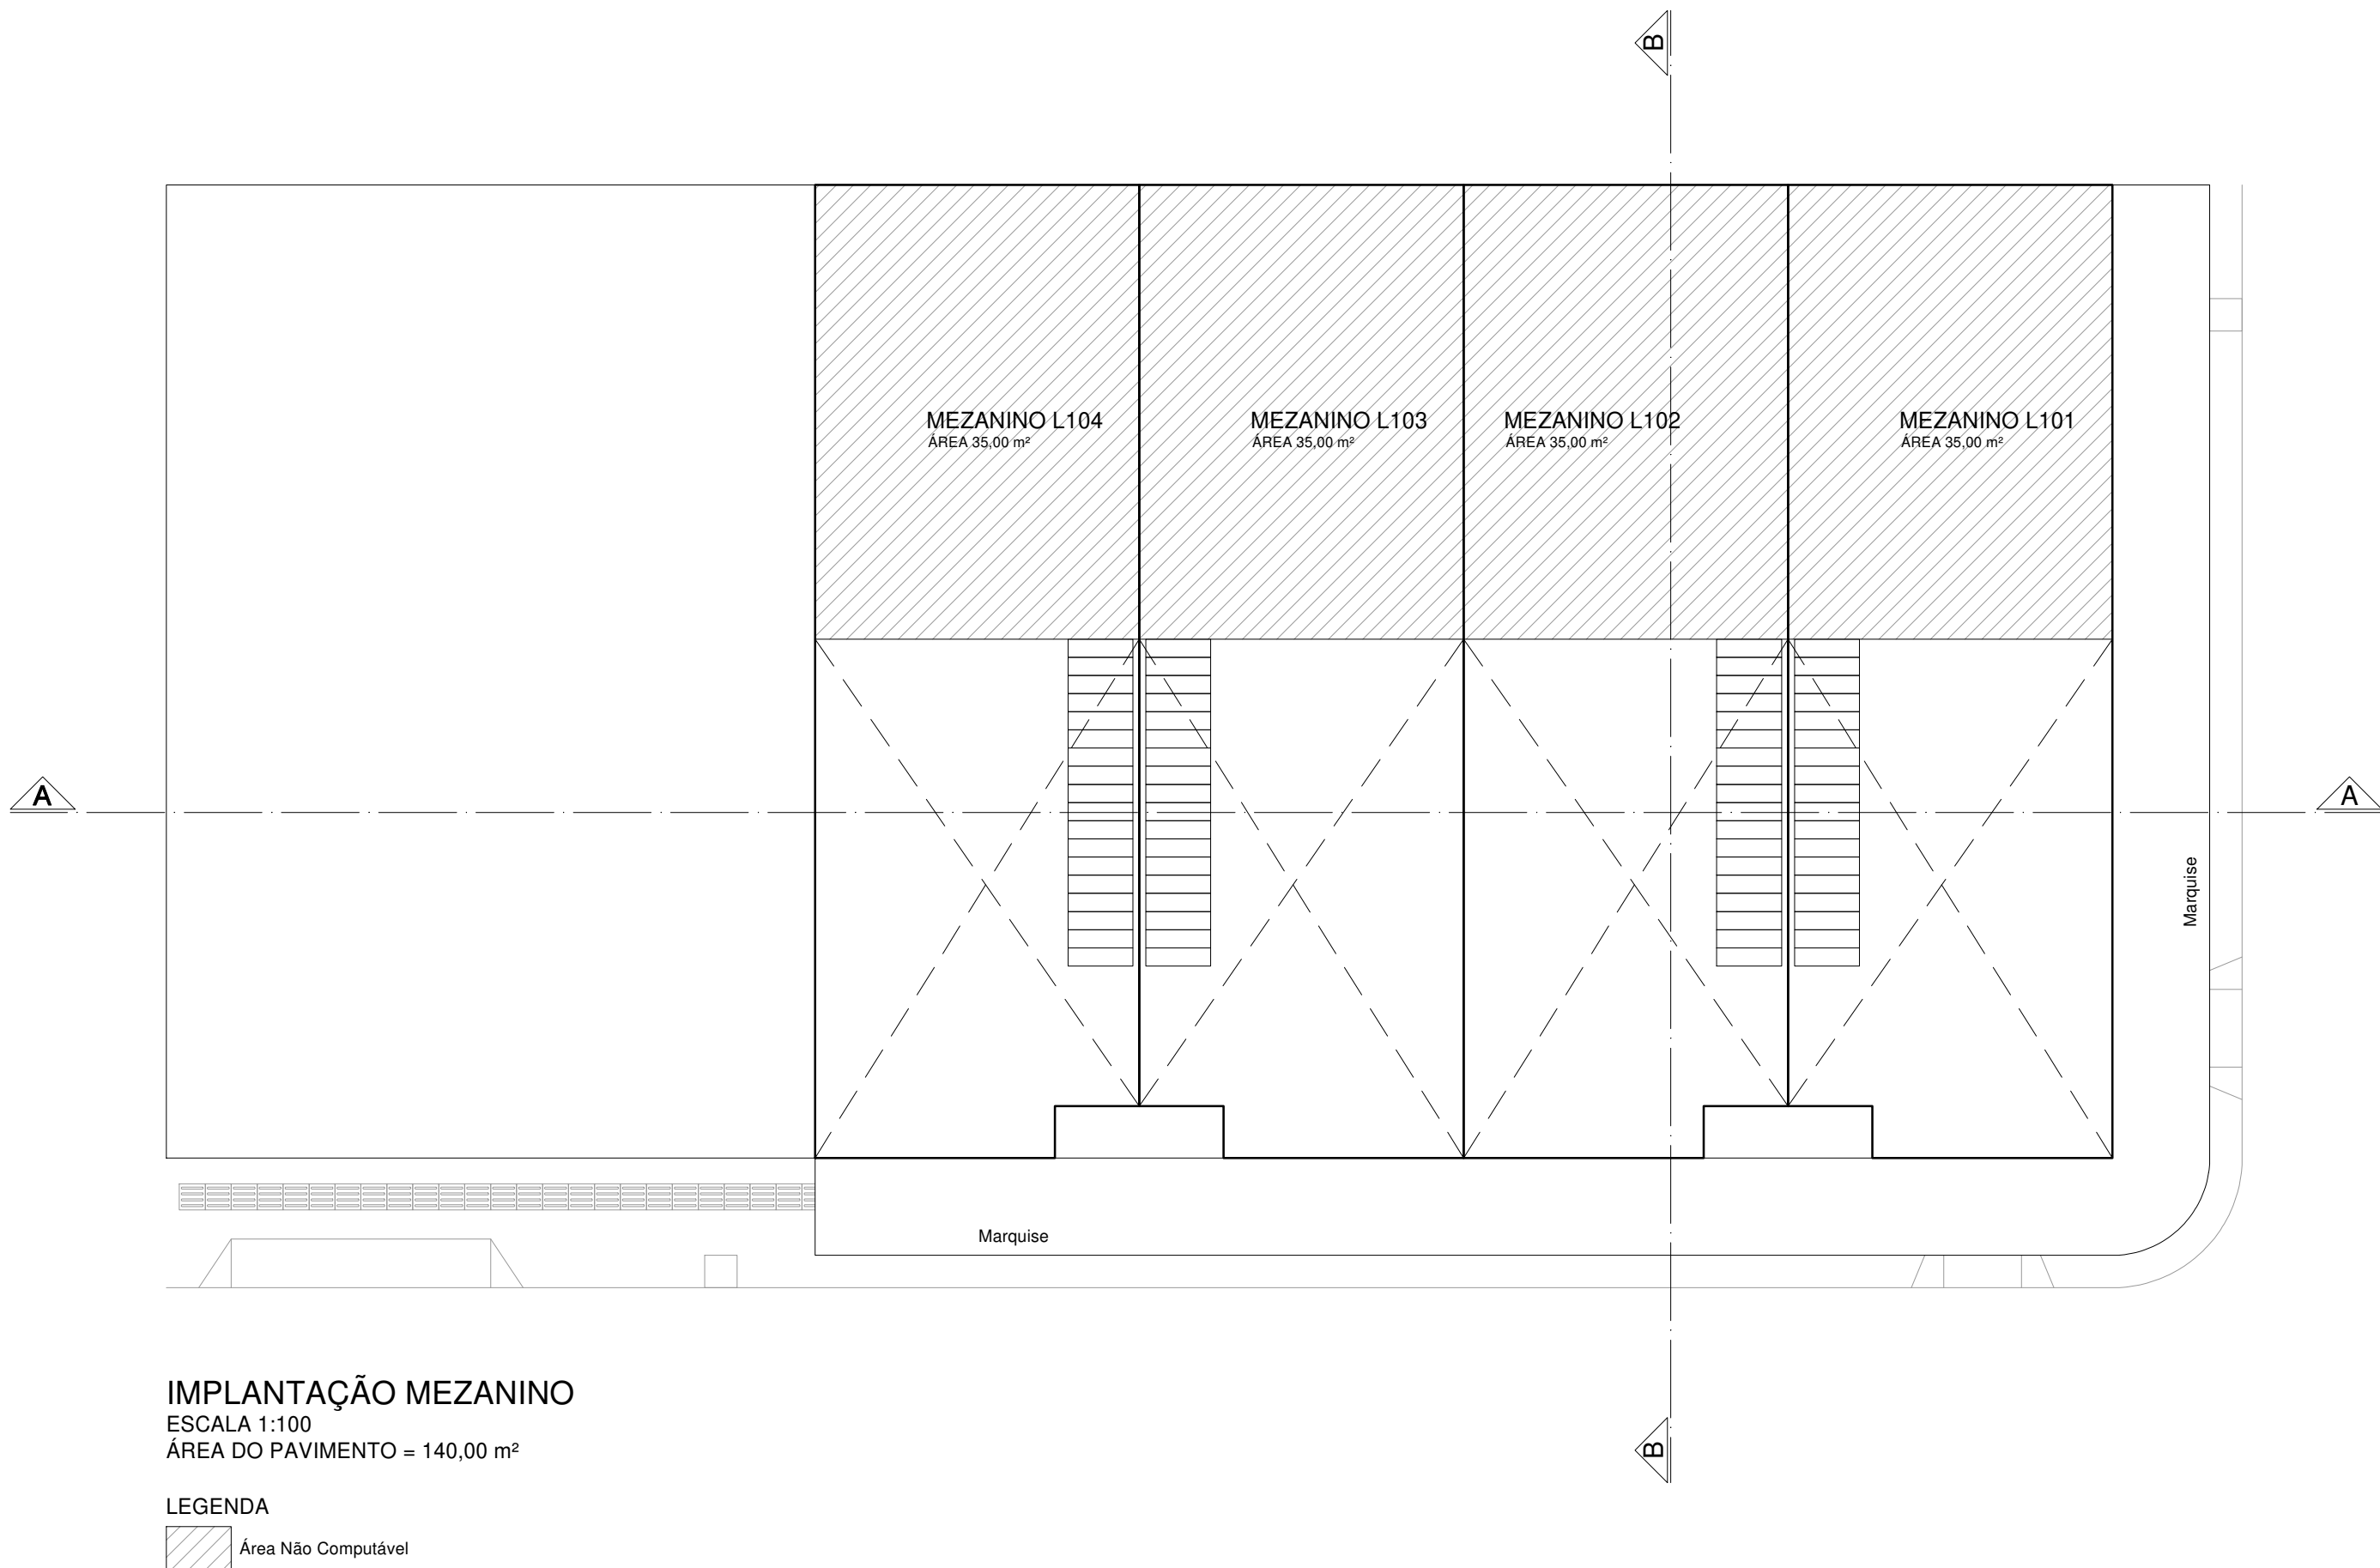 B
MEZANINO L104
ÁREA 35,00 m²
MEZANINO L103
ÁREA 35,00 m²
MEZANINO L102
ÁREA 35,00 m²
MEZANINO L101
ÁREA 35,00 m²
A
A
Marquise
Marquise
IMPLANTAÇÃO MEZANINO
ESCALA 1:100
ÁREA DO PAVIMENTO = 140,00 m²
B
LEGENDA
Área Não Computável